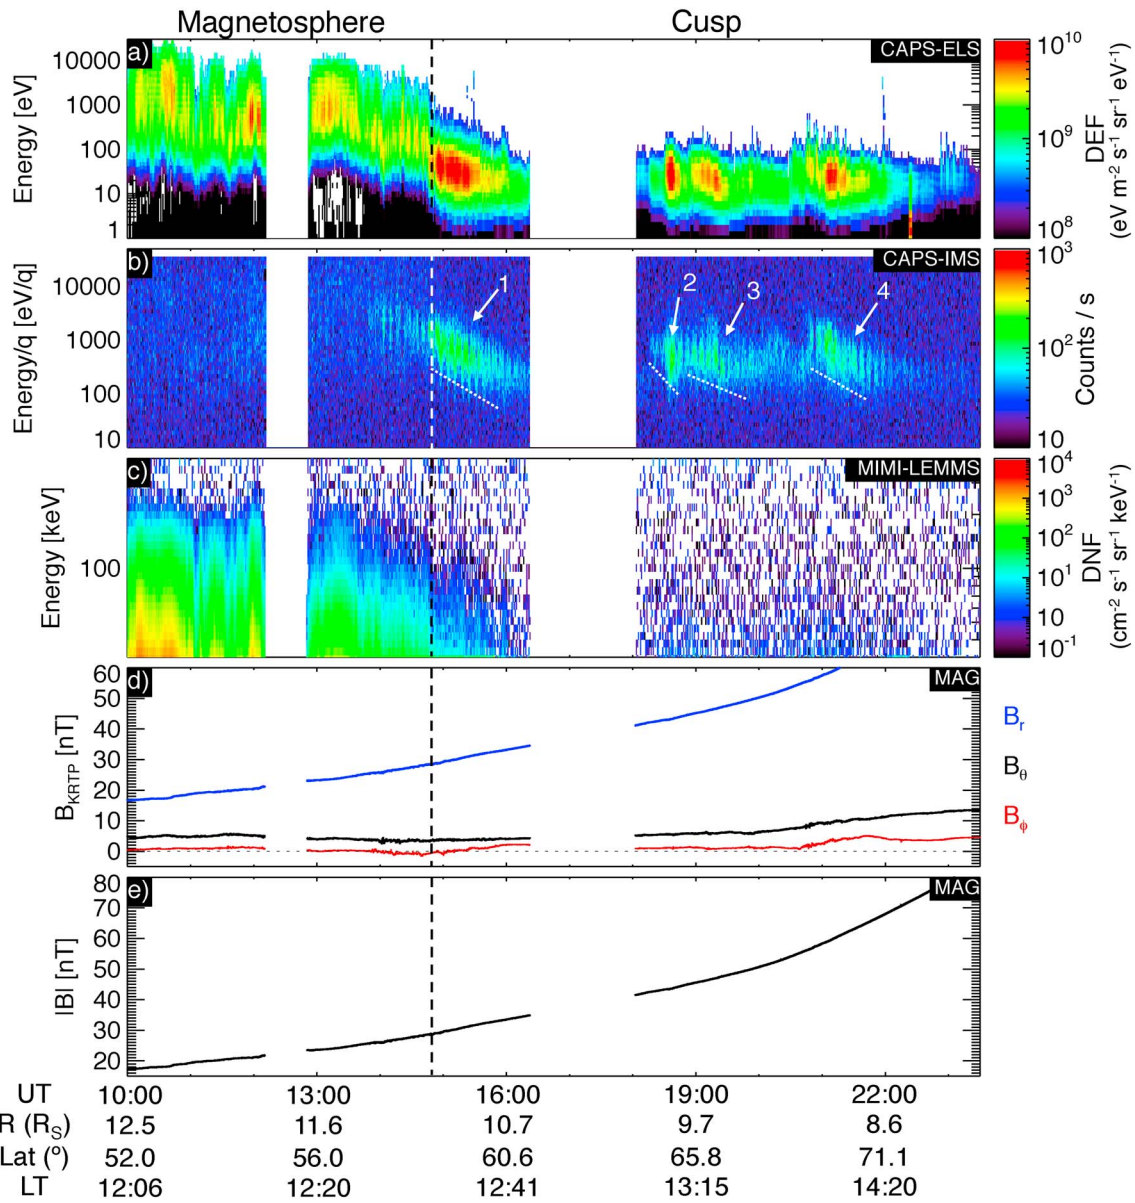 Magnetosphere Cusp
a) CAPS-ELS
Energy [eV]
10000
1000
100
10
1
10^10
10^9
10^8
DEF
(eV m^-2 s^-1 sr^-1 eV^-1)
b) CAPS-IMS
Energy/q [eV/q]
10000
1000
100
10
1
2
3
4
10^3
10^2
10
Counts / s
c) MIMI-LEMMS
Energy [keV]
100
10^4
10^3
10^2
10^1
10
10^-1
DNF
(cm^-2 s^-1 sr^-1 keV^-1)
d) MAG
B_KRTP [nT]
60
50
40
30
20
10
0
B_r
B_θ
B_ϕ
e) MAG
|B| [nT]
80
70
60
50
40
30
20
UT 10:00 13:00 16:00 19:00 22:00
R (R_S) 12.5 11.6 10.7 9.7 8.6
Lat (º) 52.0 56.0 60.6 65.8 71.1
LT 12:06 12:20 12:41 13:15 14:20